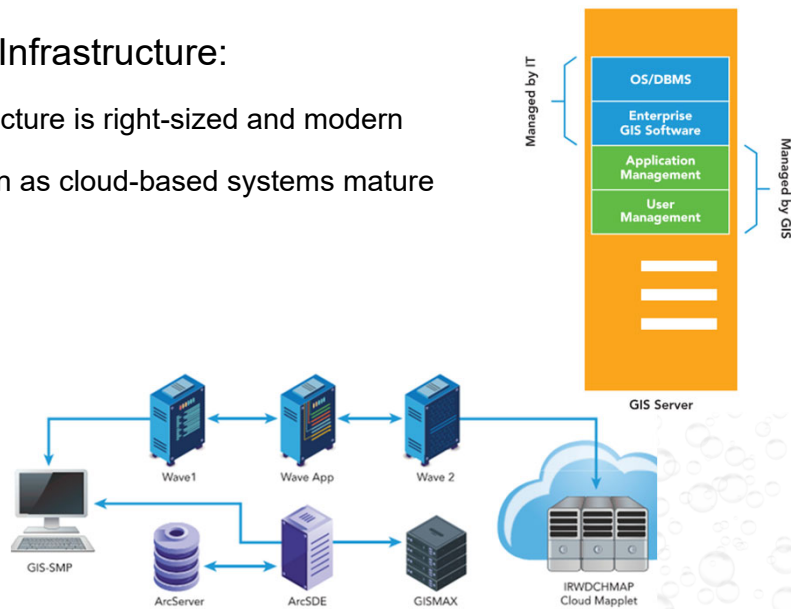 Infrastructure:
cture is right-sized and modern
n as cloud-based systems mature
Managed by IT
OS/DBMS
Enterprise
GIS Software
Application
Management
User
Management
Managed by GIS
GIS Server
Wave1
Wave App
Wave 2
GIS-SMP
ArcServer
ArcSDE
GISMAX
IRWDCHMAP
Cloud Mapplet